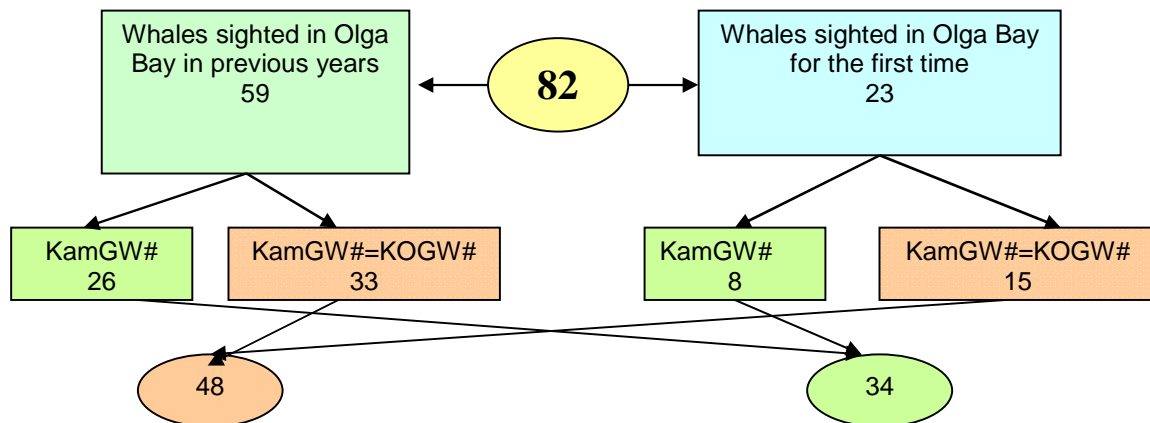 Whales sighted in Olga
Bay in previous years
59
82
Whales sighted in Olga Bay
for the first time
23
KamGW#
26
KamGW#=KOGW#
33
KamGW#
8
KamGW#=KOGW#
15
48
34